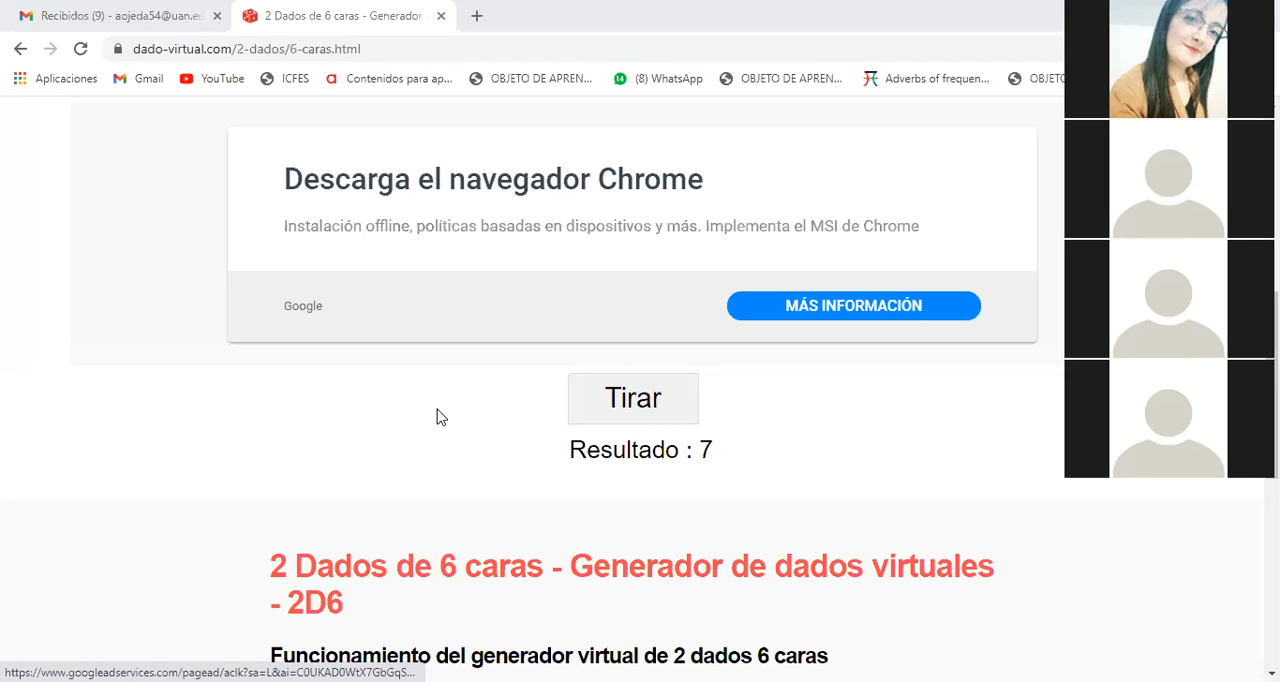 Recibidos (9) - aojeda54@uan.ed
2 Dados de 6 caras - Generador
dado-virtual.com/2-dados/6-caras.html
Aplicaciones
Gmail
YouTube
ICFES
Contenidos para ap...
OBJETO DE APREN...
14
(8) WhatsApp
OBJETO DE APREN...
Adverbs of frequen...
OBJETO
Descarga el navegador Chrome
Instalación offline, políticas basadas en dispositivos y más. Implementa el MSI de Chrome
Google
MÁS INFORMACIÓN
Tirar
Resultado : 7
2 Dados de 6 caras - Generador de dados virtuales
- 2D6
Funcionamiento del generador virtual de 2 dados 6 caras
https://www.googleadservices.com/pagead/aclk?sa=L&ai=C0UKAD0WtX7GbGqS...